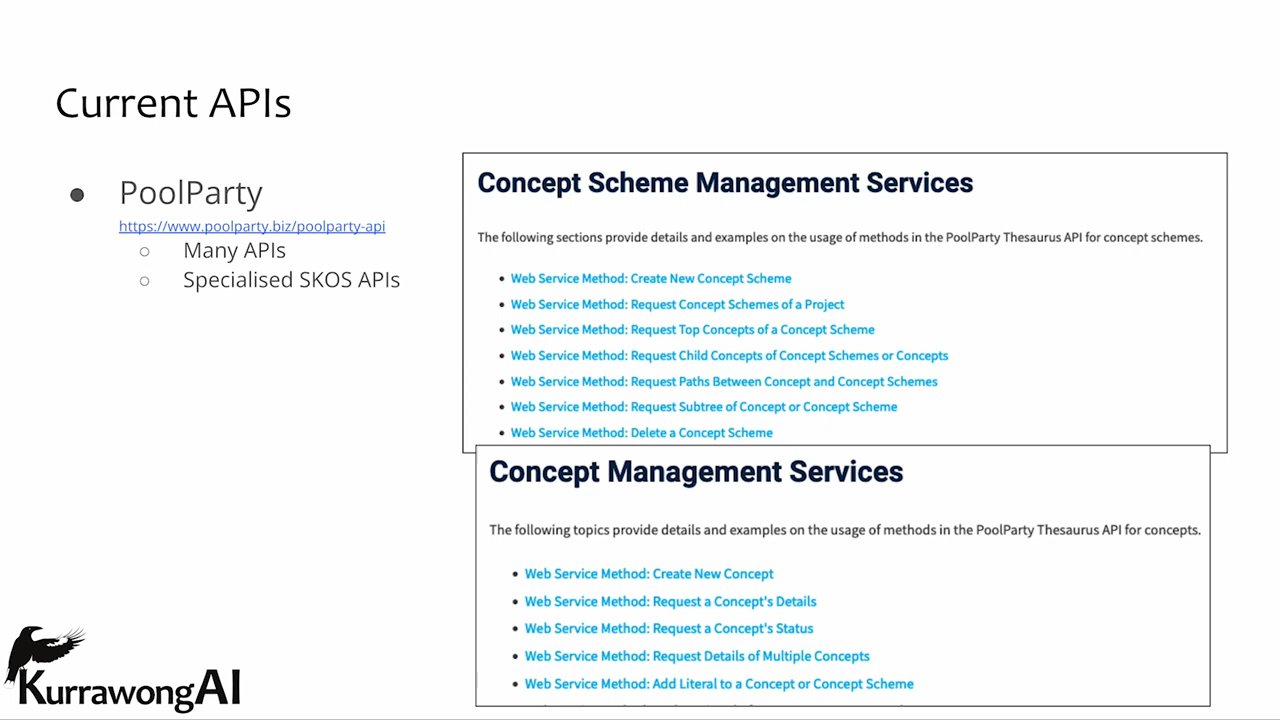 Current APIs
● PoolParty
https://www.poolparty.biz/poolparty-api
○ Many APIs
○ Specialised SKOS APIs
Concept Scheme Management Services
The following sections provide details and examples on the usage of methods in the PoolParty Thesaurus API for concept schemes.
• Web Service Method: Create New Concept Scheme
• Web Service Method: Request Concept Schemes of a Project
• Web Service Method: Request Top Concepts of a Concept Scheme
• Web Service Method: Request Child Concepts of Concept Schemes or Concepts
• Web Service Method: Request Paths Between Concept and Concept Schemes
• Web Service Method: Request Subtree of Concept or Concept Scheme
• Web Service Method: Delete a Concept Scheme
Concept Management Services
The following topics provide details and examples on the usage of methods in the PoolParty Thesaurus API for concepts.
• Web Service Method: Create New Concept
• Web Service Method: Request a Concept's Details
• Web Service Method: Request a Concept's Status
• Web Service Method: Request Details of Multiple Concepts
• Web Service Method: Add Literal to a Concept or Concept Scheme
KurrawongAI